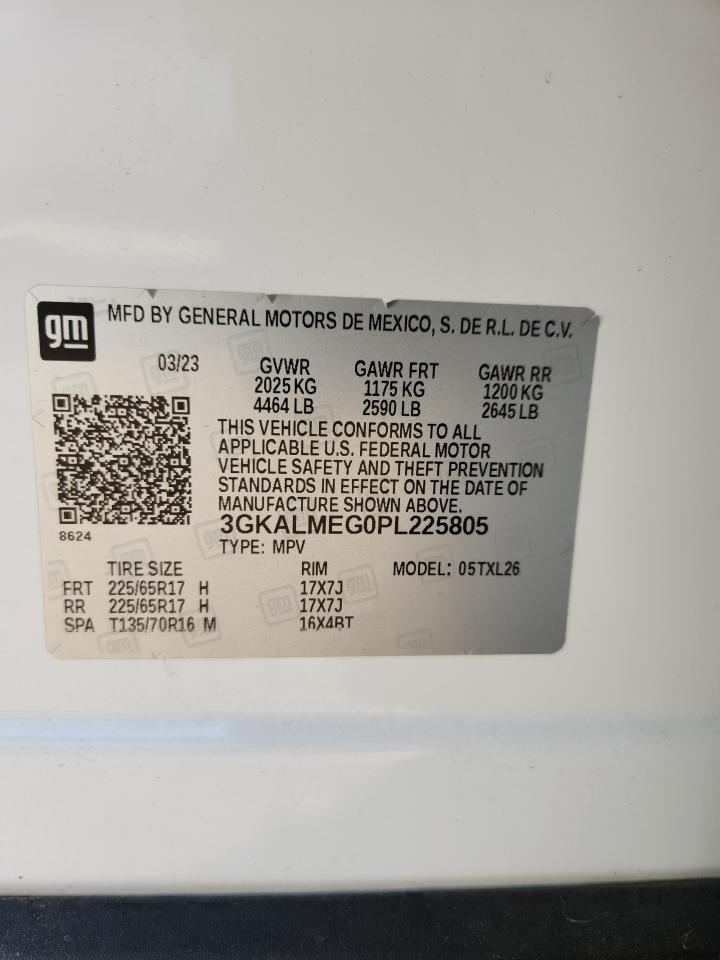 gm MFD BY GENERAL MOTORS DE MEXICO, S. DE R.L. DE C.V.
03/23 GVWR GAWR FRT GAWR RR
2025 KG 1175 KG 1200 KG
4464 LB 2590 LB 2645 LB
THIS VEHICLE CONFORMS TO ALL
APPLICABLE U.S. FEDERAL MOTOR
VEHICLE SAFETY AND THEFT PREVENTION
STANDARDS IN EFFECT ON THE DATE OF
MANUFACTURE SHOWN ABOVE.
8624 3GKALMEG0PL225805
TYPE: MPV
TIRE SIZE RIM MODEL: 05TXL26
FRT 225/65R17 H 17X7J
RR 225/65R17 H 17X7J
SPA T135/70R16 M 16X4BT